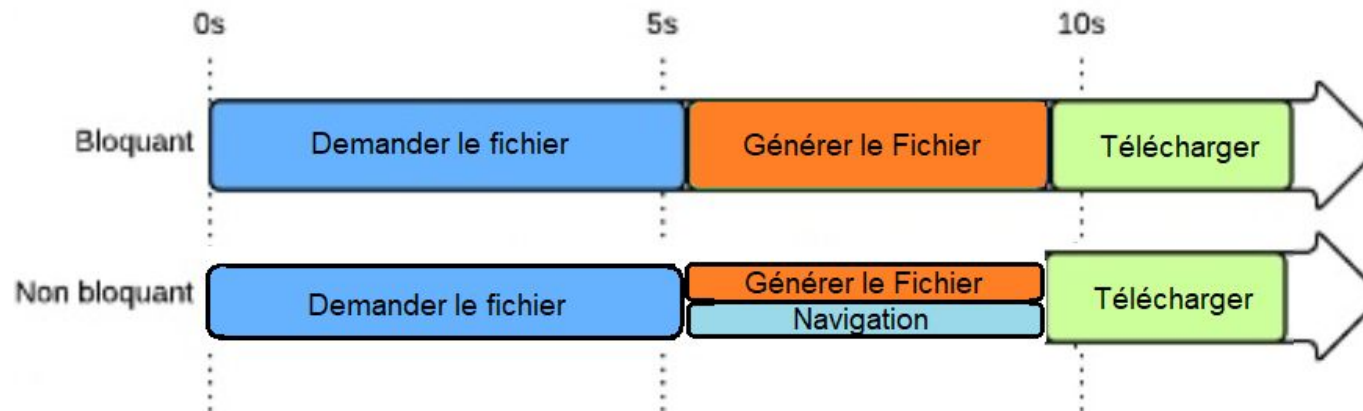 0s 5s 10s
Bloquant Demander le fichier Générer le Fichier Télécharger
Non bloquant Demander le fichier Générer le Fichier Télécharger
Navigation